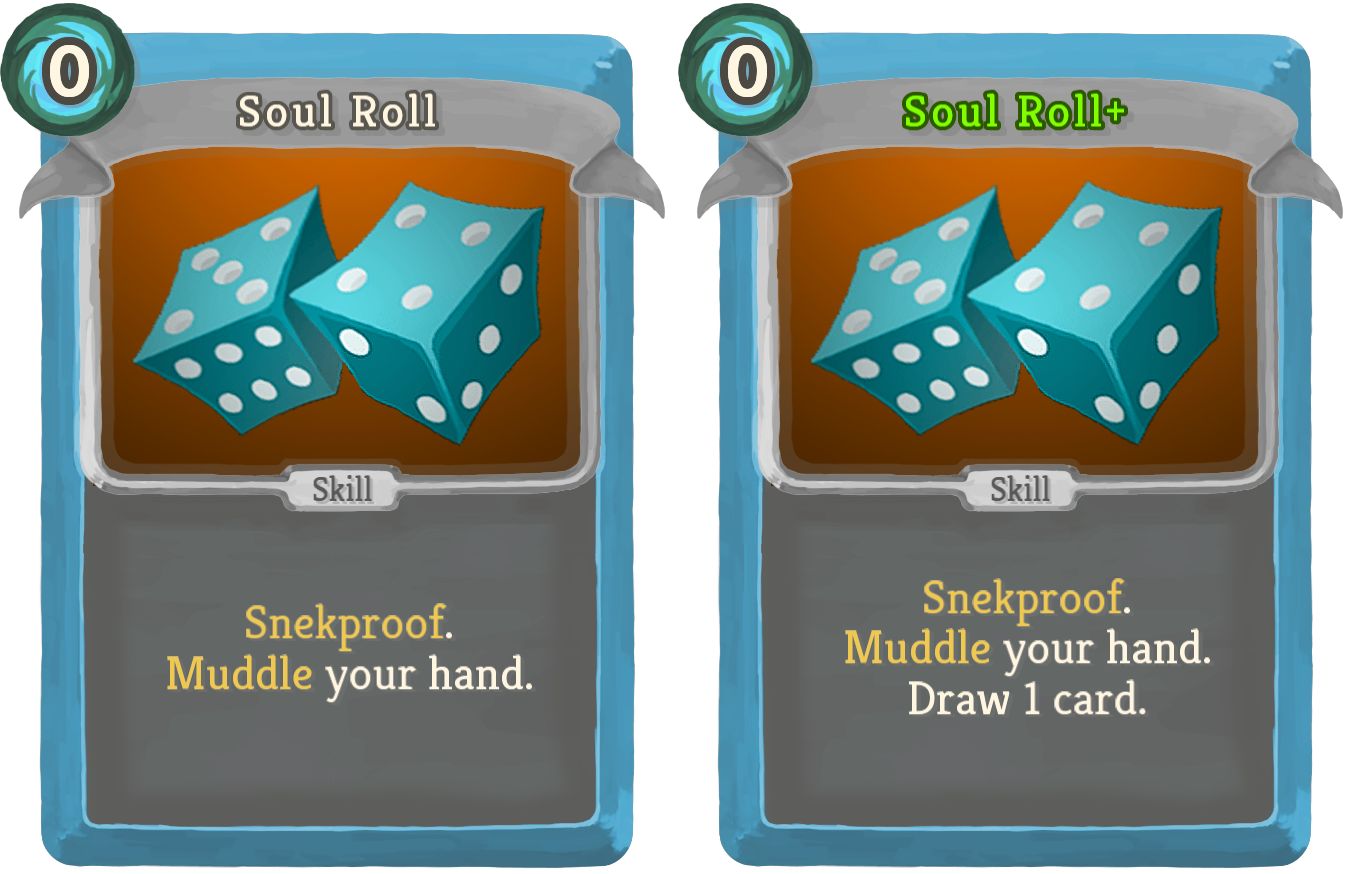 0
Soul Roll
Skill
Snekproof.
Muddle your hand.
0
Soul Roll+
Skill
Snekproof.
Muddle your hand.
Draw 1 card.